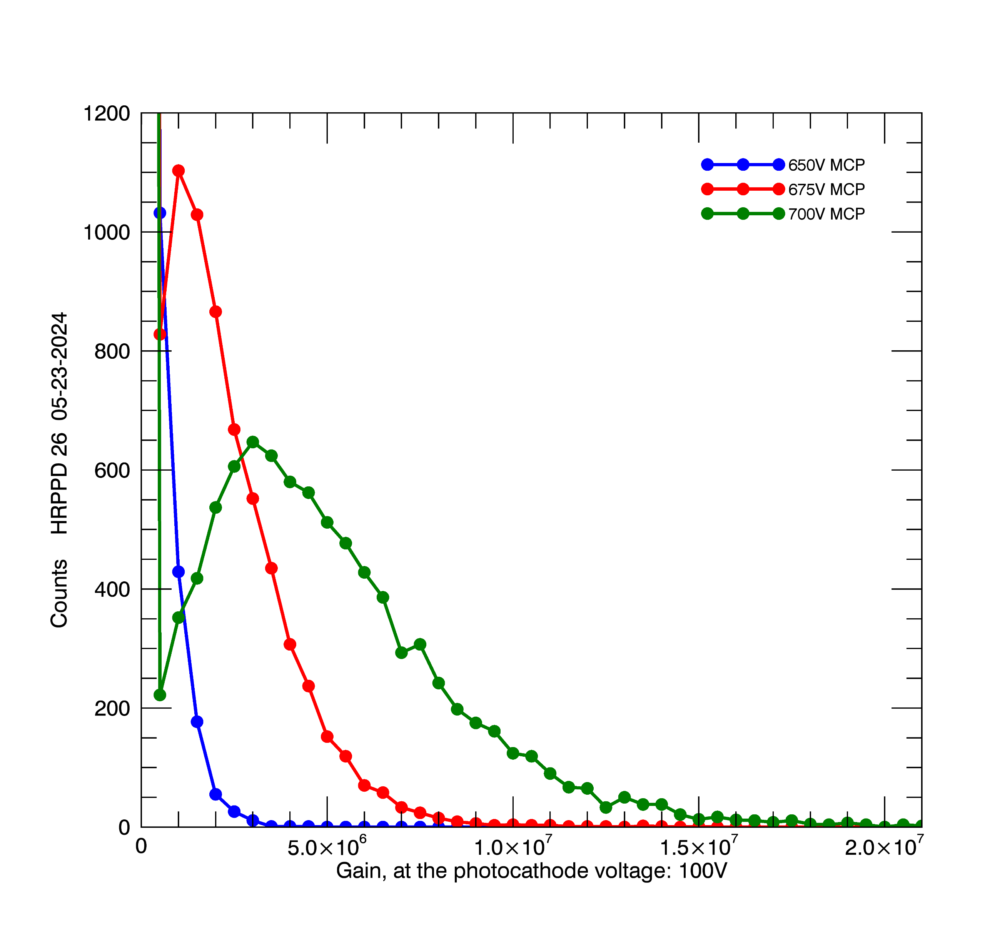 1200
1000
800
600
400
200
0
Counts HRPPD 26 05-23-2024
650V MCP
675V MCP
700V MCP
0
5.0×10⁶
1.0×10⁷
1.5×10⁷
2.0×10⁷
Gain, at the photocathode voltage: 100V